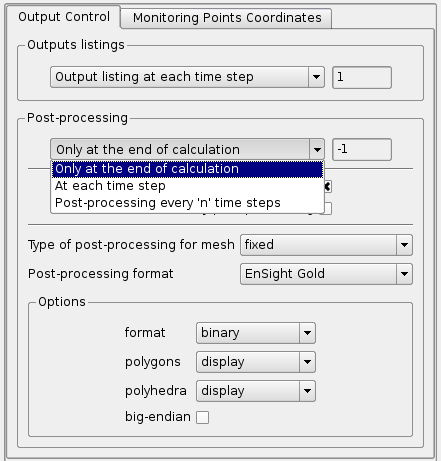 Output Control
Monitoring Points Coordinates
Outputs listings
Output listing at each time step
1
Post-processing
Only at the end of calculation
-1
Only at the end of calculation
At each time step
Post-processing every 'n' time steps
Type of post-processing for mesh
fixed
Post-processing format
EnSight Gold
Options
format
binary
polygons
display
polyhedra
display
big-endian